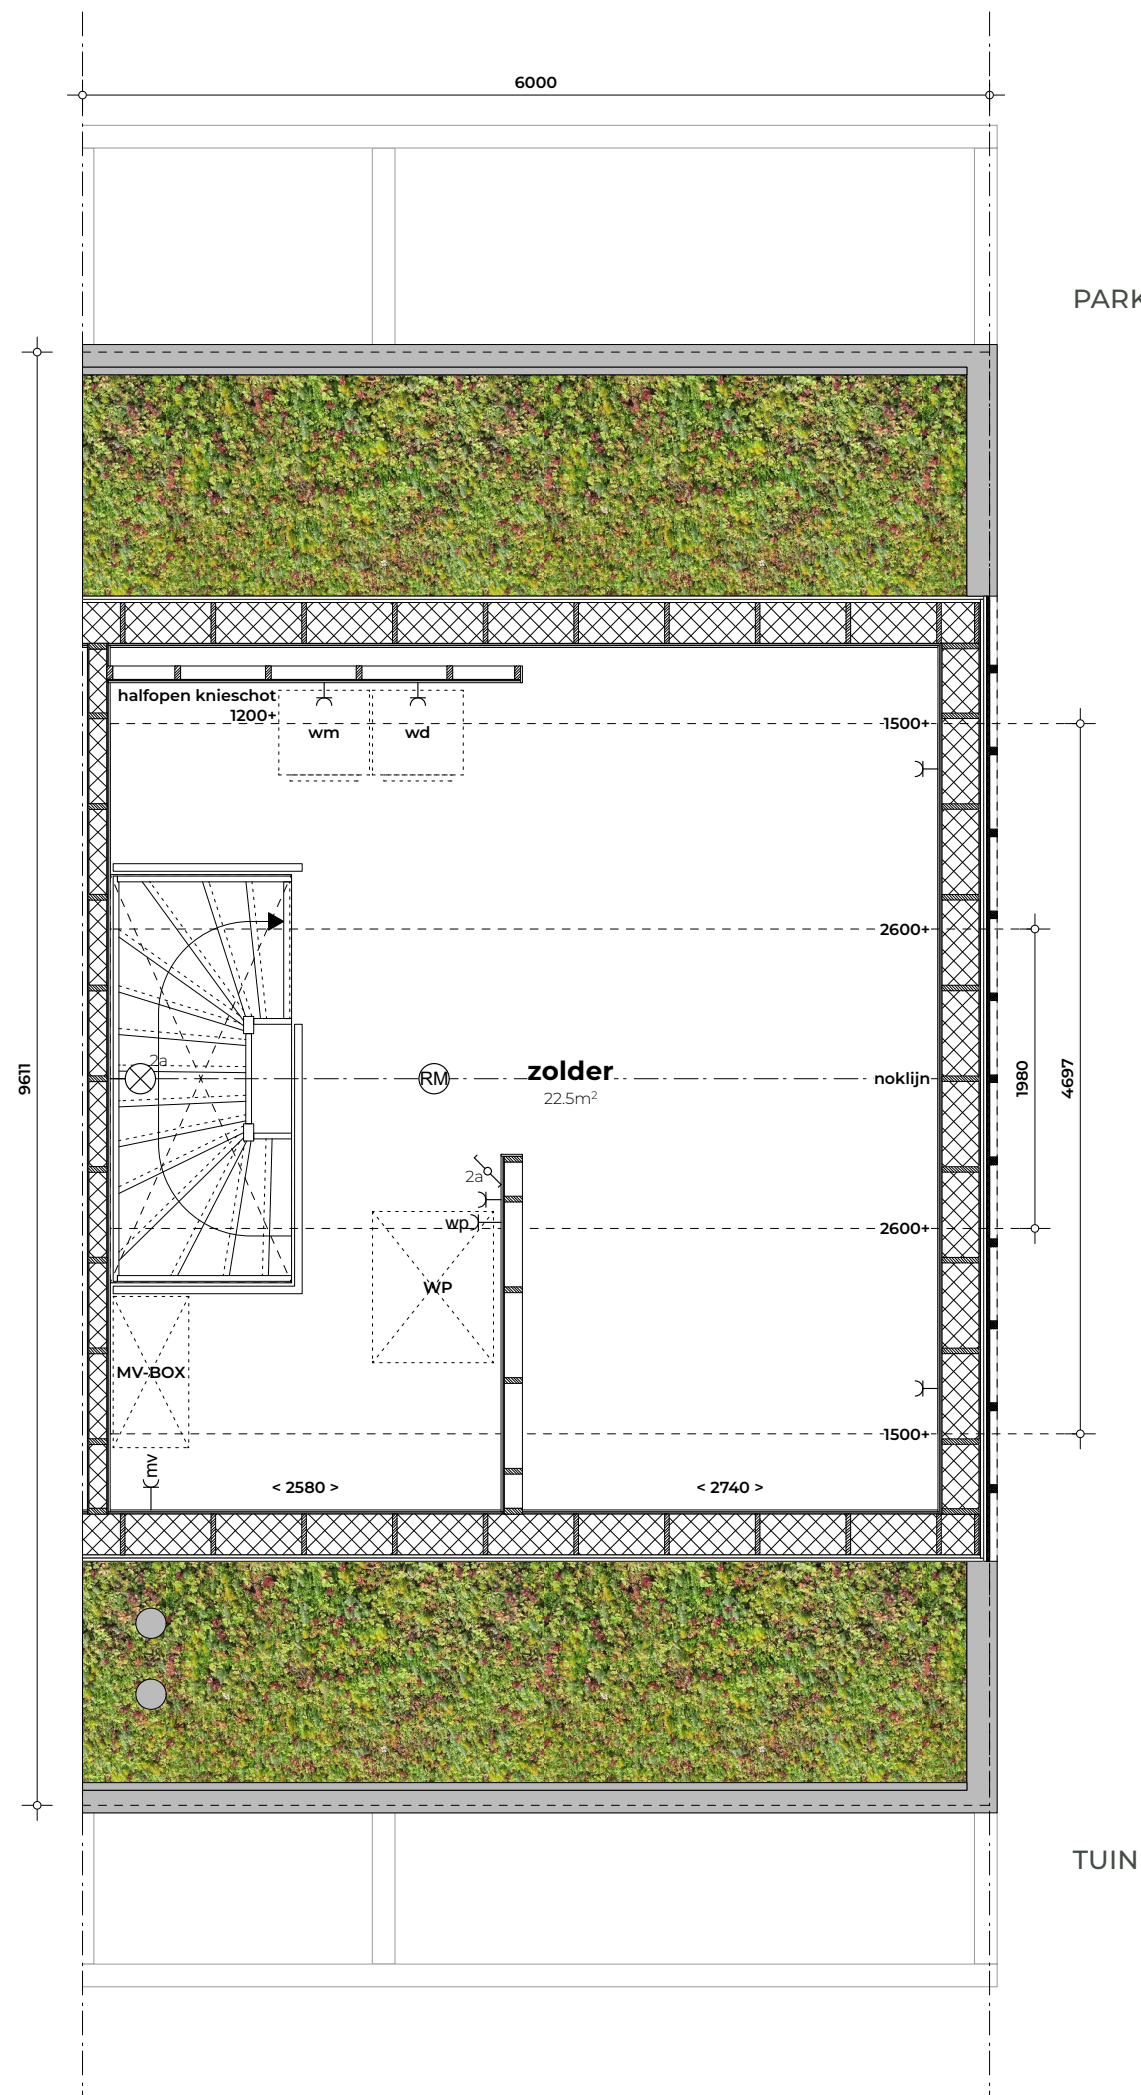 6000
PARK
halfopen knieschot
1200+
wm
wd
1500+
2600+
2a
RM
zolder
22.5m²
noklijn
9611
1980
4697
2a
wp
2600+
WP
MV-BOX
1500+
mv
< 2580 >
< 2740 >
TUIN